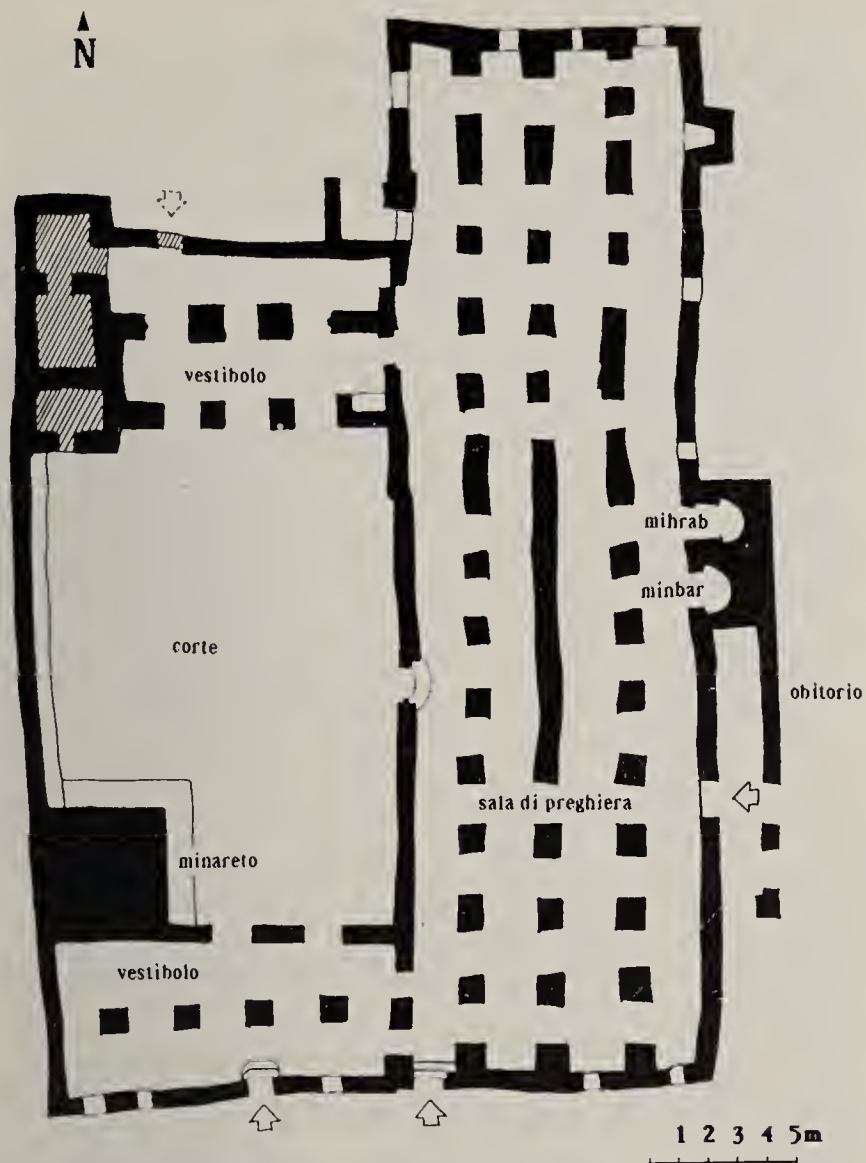 N
vestibolo
mihrab
minbar
corte
obitorio
sala di preghiera
minareto
vestibolo
1 2 3 4 5m